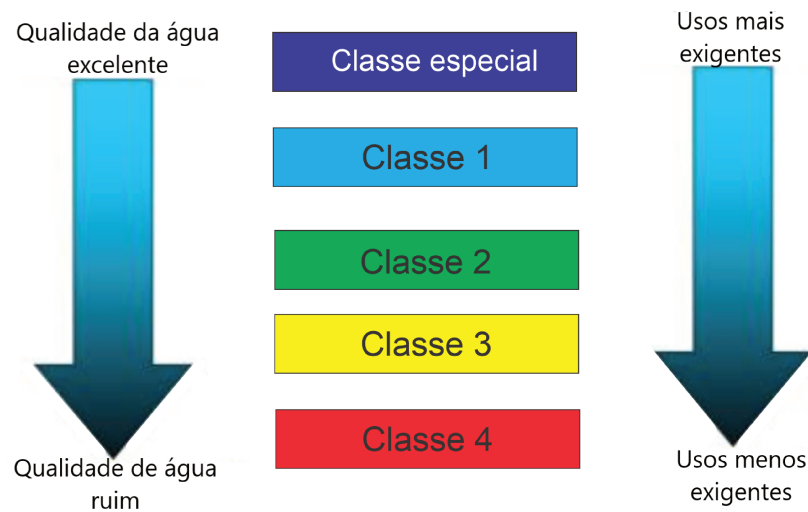 Qualidade da água
excelente
Classe especial
Usos mais
exigentes
Classe 1
Classe 2
Classe 3
Classe 4
Qualidade de água
ruim
Usos menos
exigentes